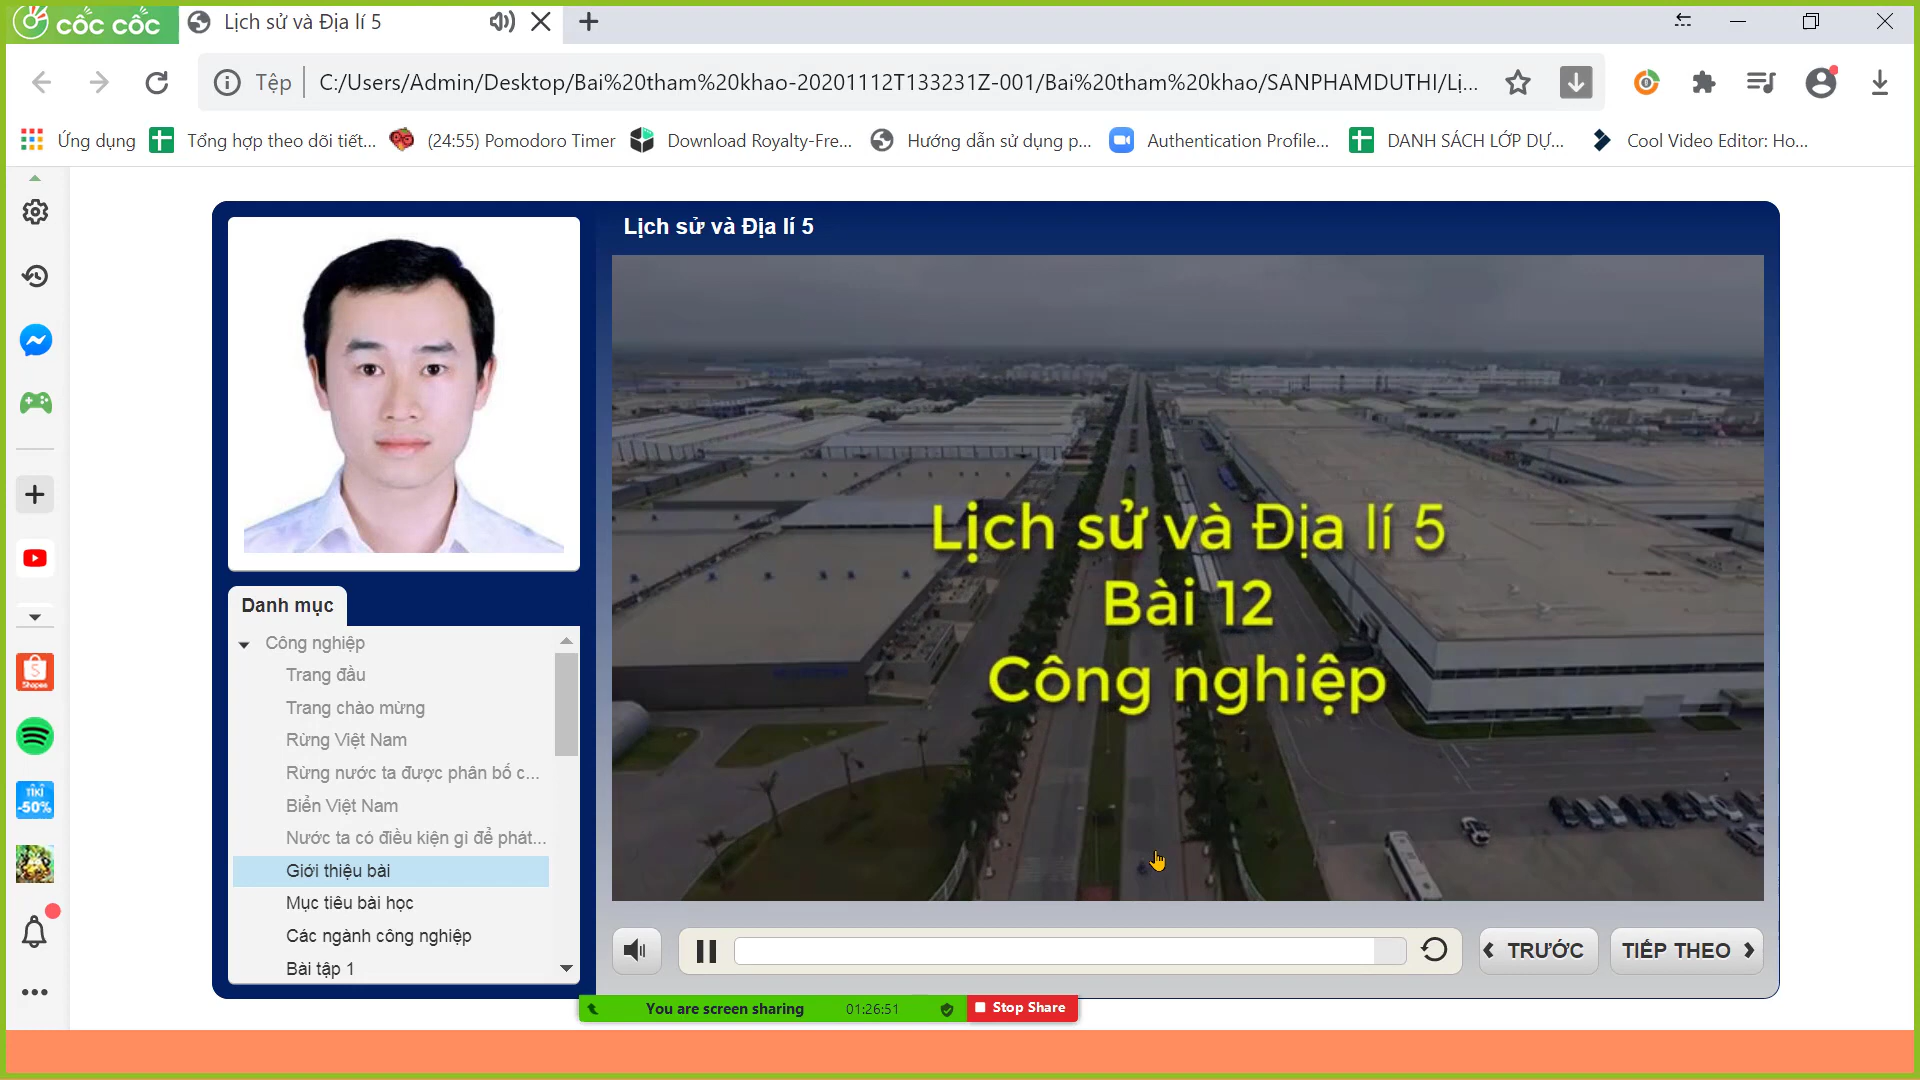 cốc cốc
Lịch sử và Địa lí 5
Tệp
C:/Users/Admin/Desktop/Bai%20tham%20khao-20201112T133231Z-001/Bai%20tham%20khao/SANPHAMDUTHI/Lị...
Ứng dụng
Tổng hợp theo dõi tiết...
(24:55) Pomodoro Timer
Download Royalty-Fre...
Hướng dẫn sử dụng p...
Authentication Profile...
DANH SÁCH LỚP DỰ...
Cool Video Editor: Ho...
Lịch sử và Địa lí 5
Lịch sử và Địa lí 5
Bài 12
Công nghiệp
Danh mục
Công nghiệp
Trang đầu
Trang chào mừng
Rừng Việt Nam
Rừng nước ta được phân bố c...
Biển Việt Nam
Nước ta có điều kiện gì để phát...
Giới thiệu bài
Mục tiêu bài học
Các ngành công nghiệp
Bài tập 1
Shopee
TIKI
-50%
TRƯỚC
TIẾP THEO
You are screen sharing
01:26:51
Stop Share